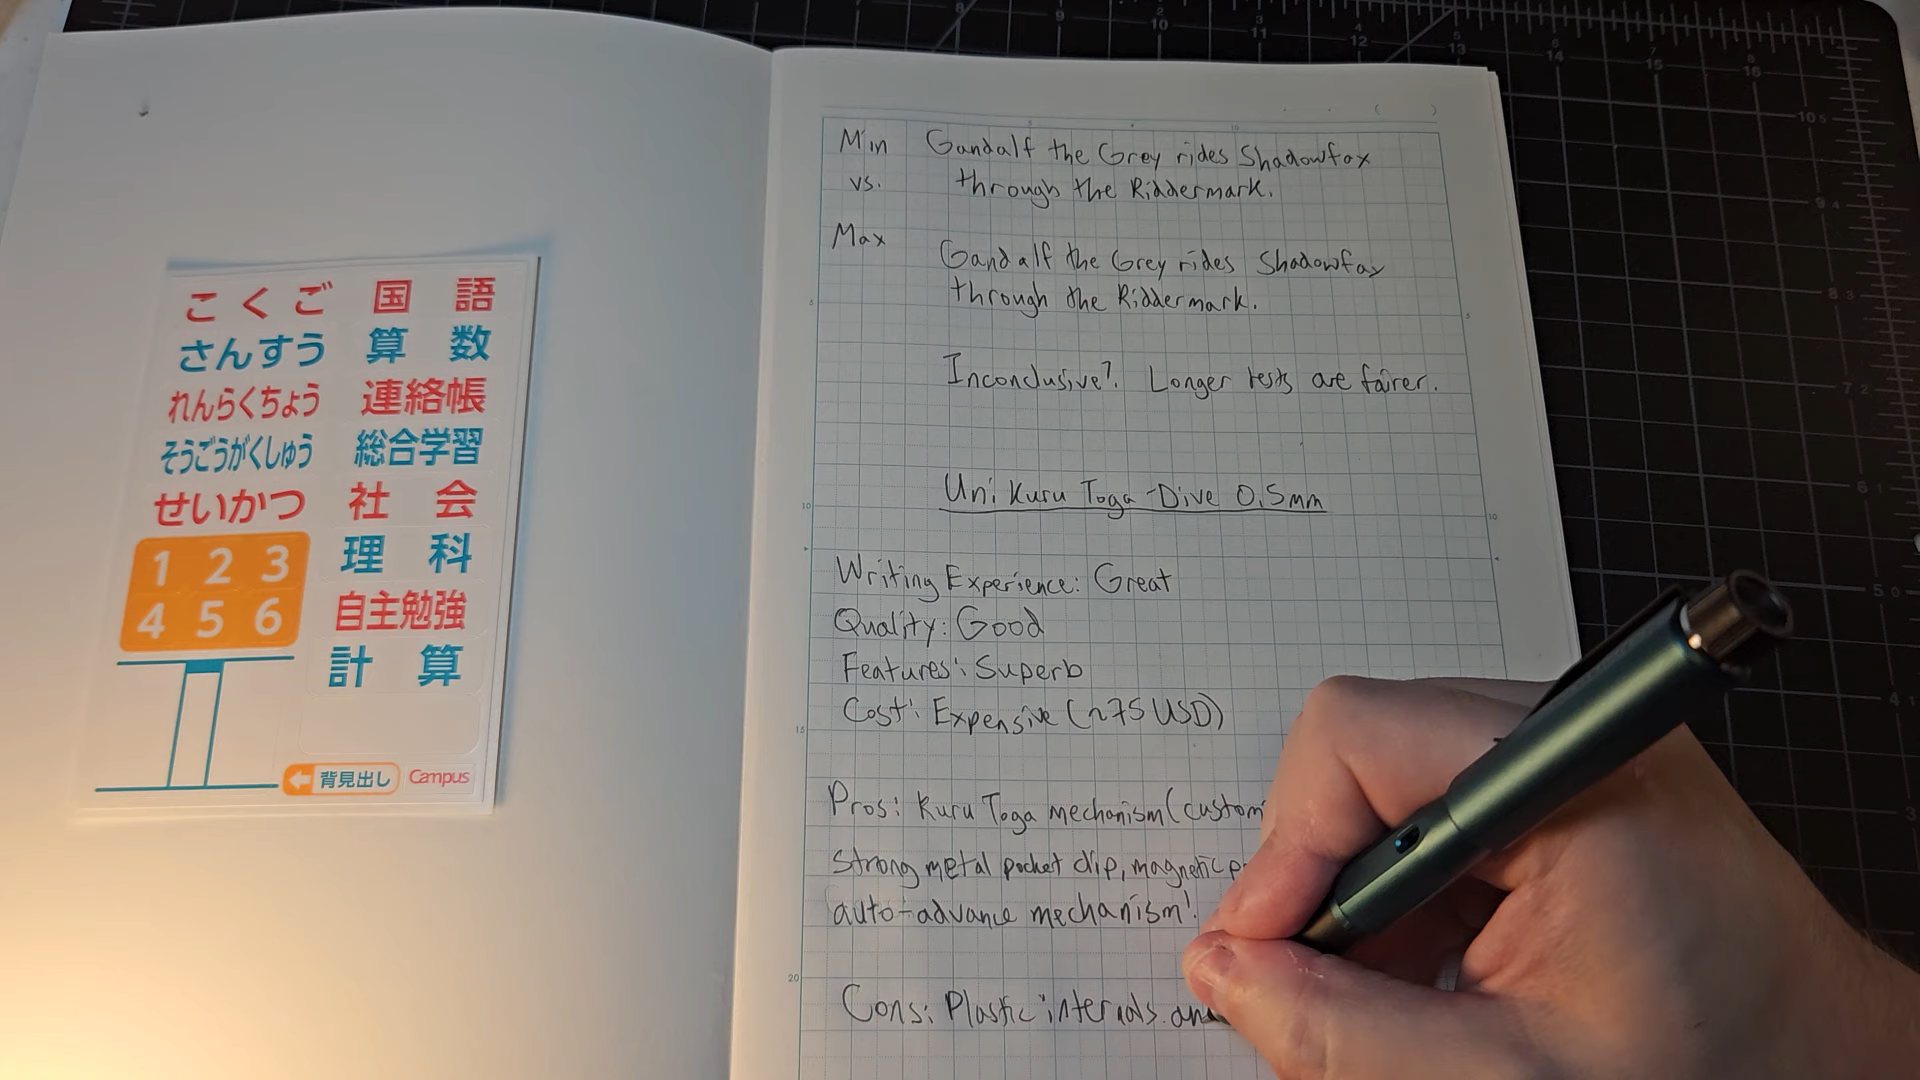 こくご 国語
さんすう 算数
れんらくちょう 連絡帳
そうごうがくしゅう 総合学習
せいかつ 社会
1 2 3 理科
4 5 6 自主勉強
計算
背見出し Campus
Min Gandalf the Grey rides Shadowfax
vs. through the Riddermark.
Max Gandalf the Grey rides Shadowfax
through the Riddermark.
Inconclusive?. Longer tests are fairer.
Uni Kuru Toga Dive 0.5mm
Writing Experience: Great
Quality: Good
Features: Superb
Cost: Expensive (~75 USD)
Pros: Kuru Toga mechanism (custom
strong metal pocket clip, magnetic
auto-advance mechanism!
Cons: Plastic internals and